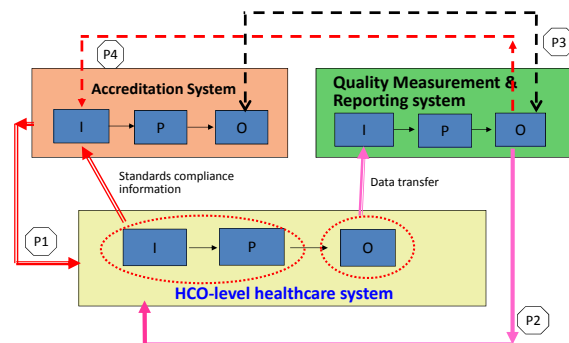 P4
P3
Accreditation System
Quality Measurement &
Reporting system
I
P
O
I
P
O
Standards compliance
information
Data transfer
P1
I
P
O
HCO-level healthcare system
P2